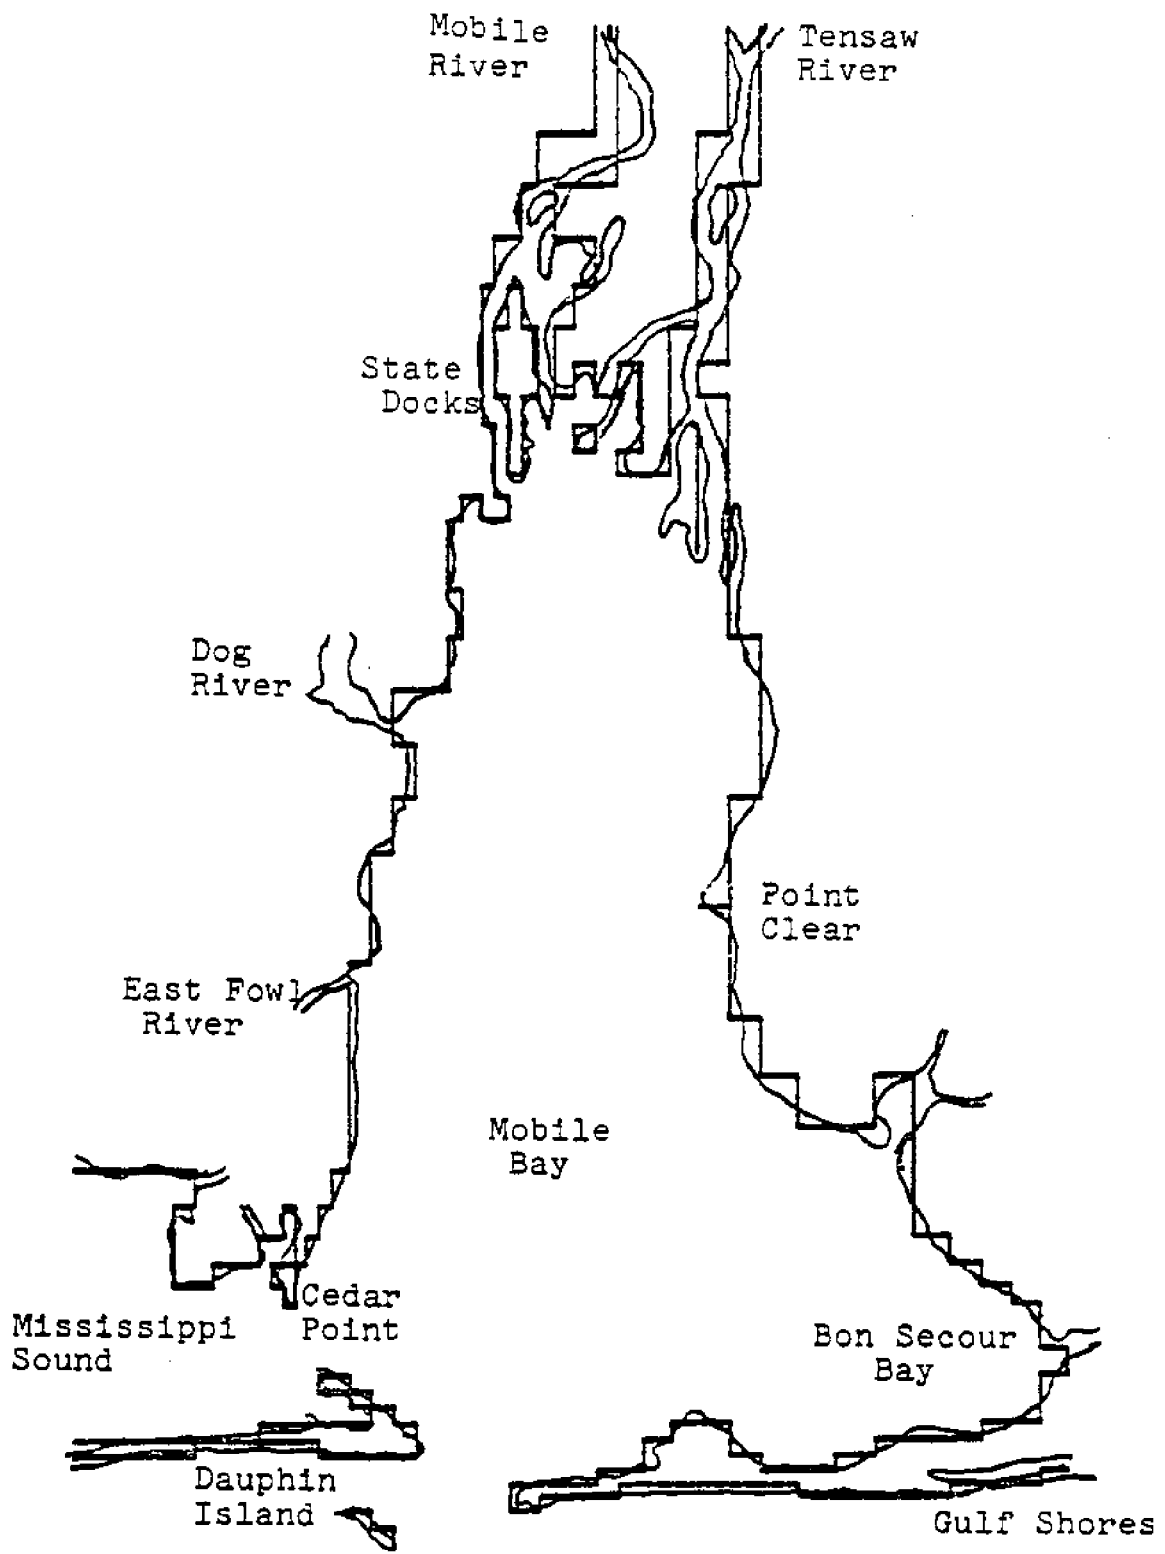 Mobile
River
Tensaw
River
State
Docks
Dog
River
Point
Clear
East Fowl
River
Mobile
Bay
Cedar
Point
Mississippi
Sound
Bon Secour
Bay
Dauphin
Island
Gulf Shores